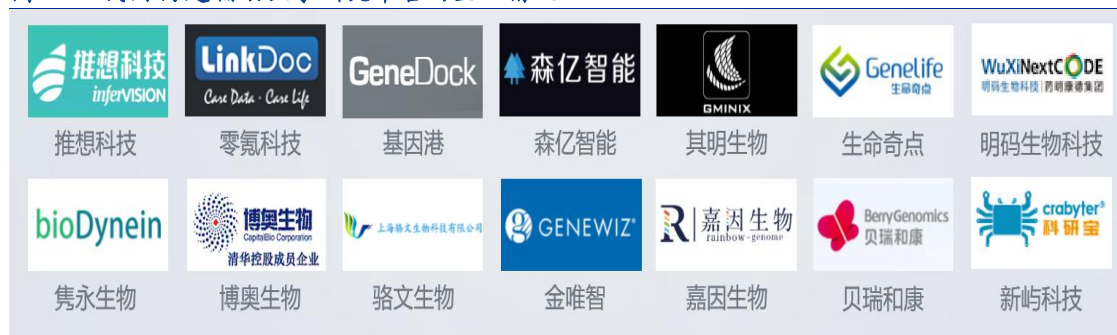 推想科技
inferVISION
LinkDoc
Care Data · Care Life
GeneDock
森亿智能
GMINIX
Genelife
生命奇点
WuXiNextCODE
明码生物科技 | 药明康德集团
推想科技
零氪科技
基因港
森亿智能
其明生物
生命奇点
明码生物科技
bioDynein
博奥生物
CapitalBio Corporation
清华控股成员企业
上海骆文生物科技有限公司
GENEWIZ
嘉因生物
rainbow-genome
BerryGenomics
贝瑞和康
crabyter®
科研宝
隽永生物
博奥生物
骆文生物
金唯智
嘉因生物
贝瑞和康
新屿科技